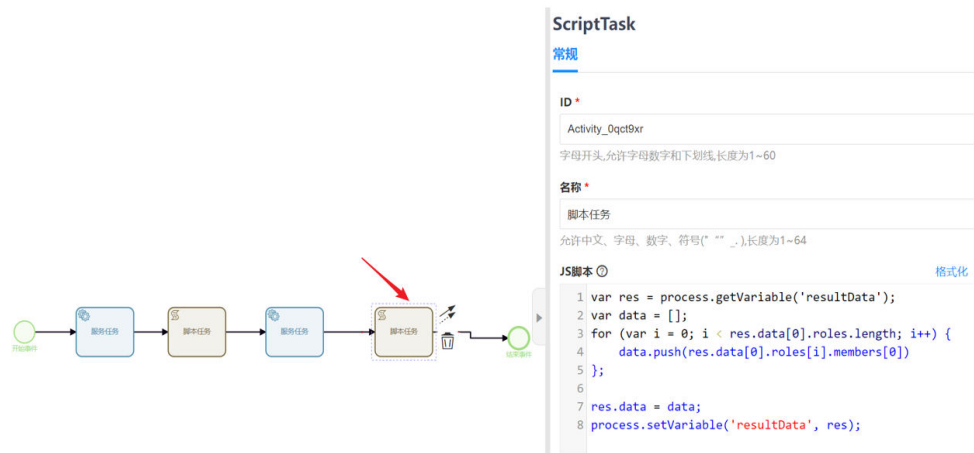 ScriptTask
常规
ID *
Activity_0qct9xr
字母开头,允许字母数字和下划线,长度为1~60
名称 *
脚本任务
允许中文、字母、数字、符号(" "" _. ),长度为1~64
JS脚本 ?
格式化
1 var res = process.getVariable('resultData');
2 var data = [];
3 for (var i = 0; i < res.data[0].roles.length; i++) {
4     data.push(res.data[0].roles[i].members[0])
5 };
6
7 res.data = data;
8 process.setVariable('resultData', res);
开始事件
服务任务
脚本任务
服务任务
脚本任务
结束事件